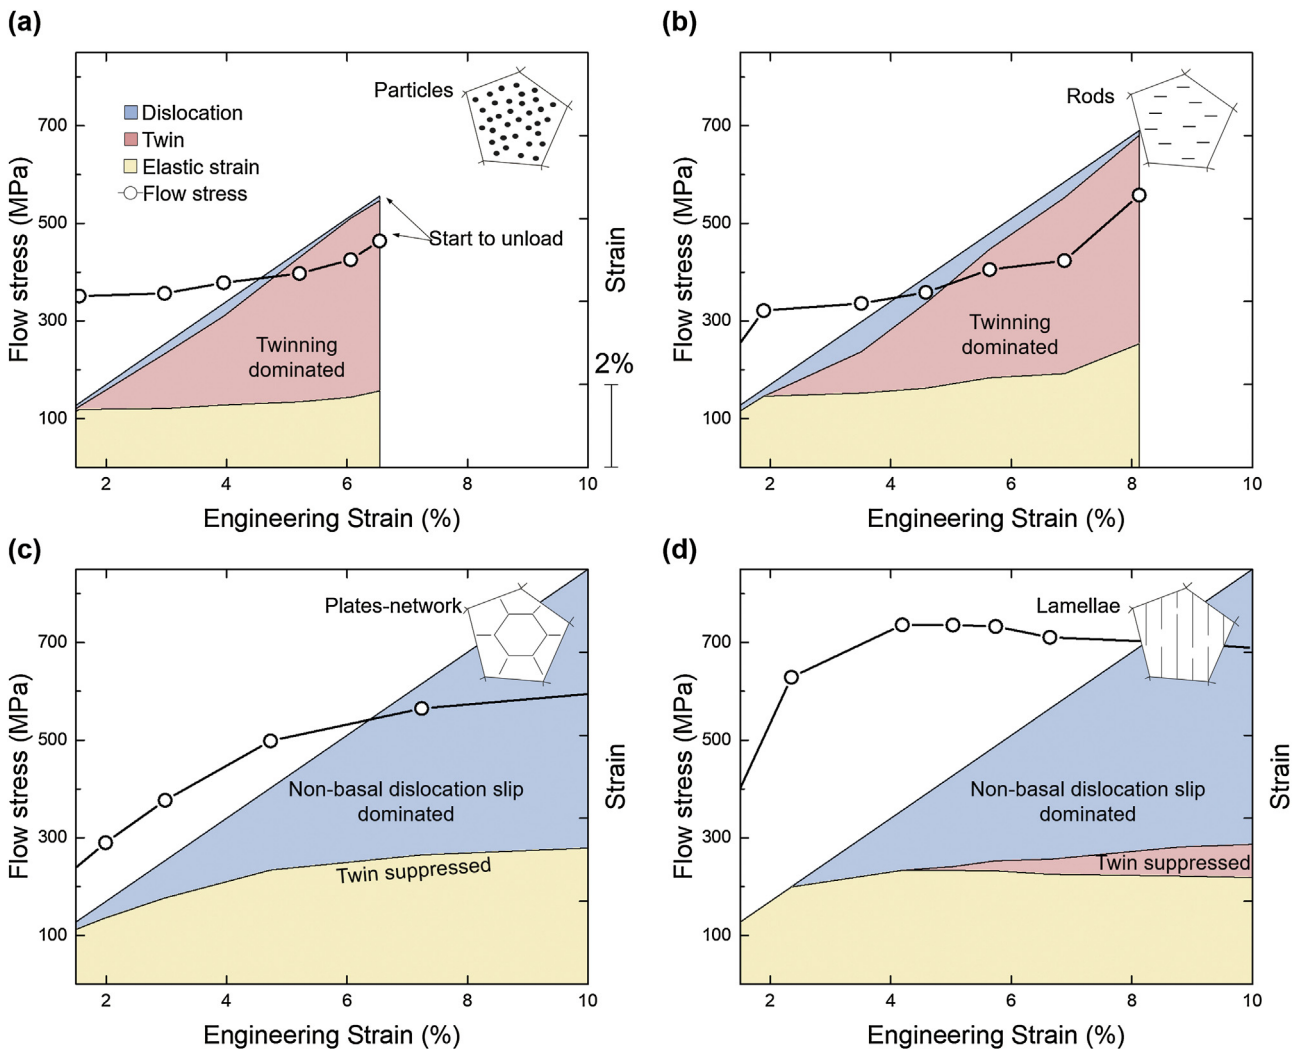 (a)
Particles
Dislocation
Twin
Elastic strain
Flow stress
Start to unload
Twinning
dominated
700
500
300
100
Flow stress (MPa)
2
4
6
8
10
Engineering Strain (%)
Strain
2%
(b)
Rods
Twinning
dominated
700
500
300
100
Flow stress (MPa)
2
4
6
8
10
Engineering Strain (%)
(c)
Plates-network
Non-basal dislocation slip
dominated
Twin suppressed
700
500
300
100
Flow stress (MPa)
2
4
6
8
10
Engineering Strain (%)
Strain
(d)
Lamellae
Non-basal dislocation slip
dominated
Twin suppressed
700
500
300
100
Flow stress (MPa)
2
4
6
8
10
Engineering Strain (%)
Strain